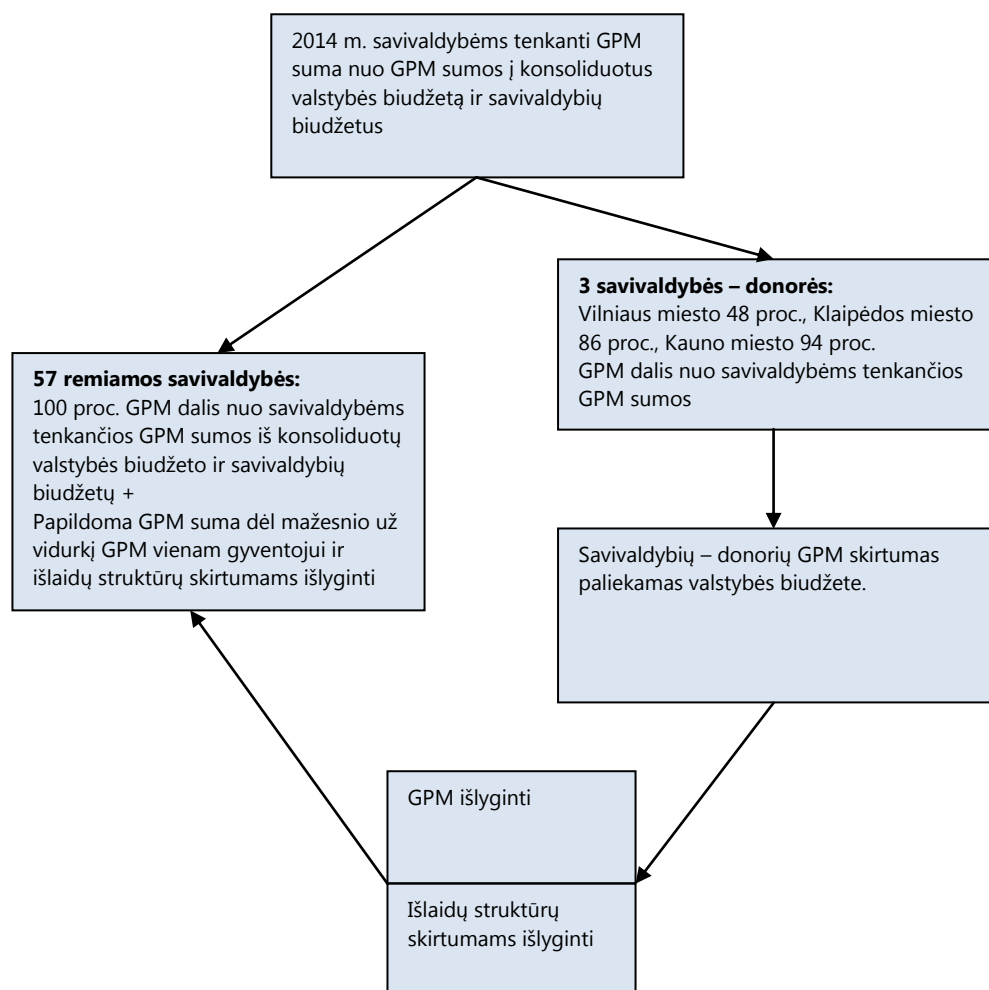 2014 m. savivaldybėms tenkanti GPM
suma nuo GPM sumos į konsoliduotus
valstybės biudžetą ir savivaldybių
biudžetus
3 savivaldybės – donorės:
Vilniaus miesto 48 proc., Klaipėdos miesto
86 proc., Kauno miesto 94 proc.
GPM dalis nuo savivaldybėms tenkančios
GPM sumos
57 remiamos savivaldybės:
100 proc. GPM dalis nuo savivaldybėms
tenkančios GPM sumos iš konsoliduotų
valstybės biudžeto ir savivaldybių
biudžetų +
Papildoma GPM suma dėl mažesnio už
vidurkį GPM vienam gyventojui ir
išlaidų struktūrų skirtumams išlyginti
Savivaldybių – donorių GPM skirtumas
paliekamas valstybės biudžete.
GPM išlyginti
Išlaidų struktūrų
skirtumams išlyginti